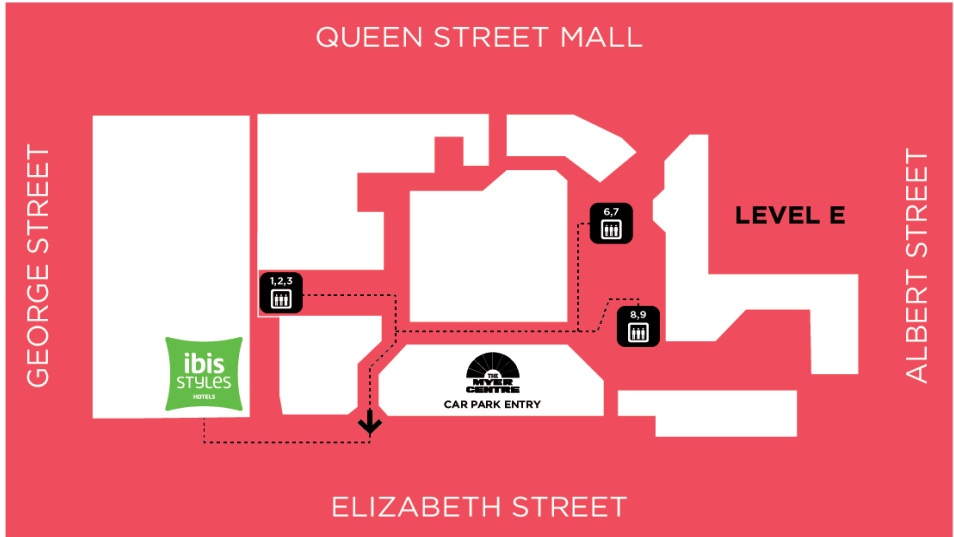 QUEEN STREET MALL
GEORGE STREET
ALBERT STREET
LEVEL E
6,7
1,2,3
8,9
ibis
STYLES
HOTELS
THE
MYER
CENTRE
CAR PARK ENTRY
ELIZABETH STREET